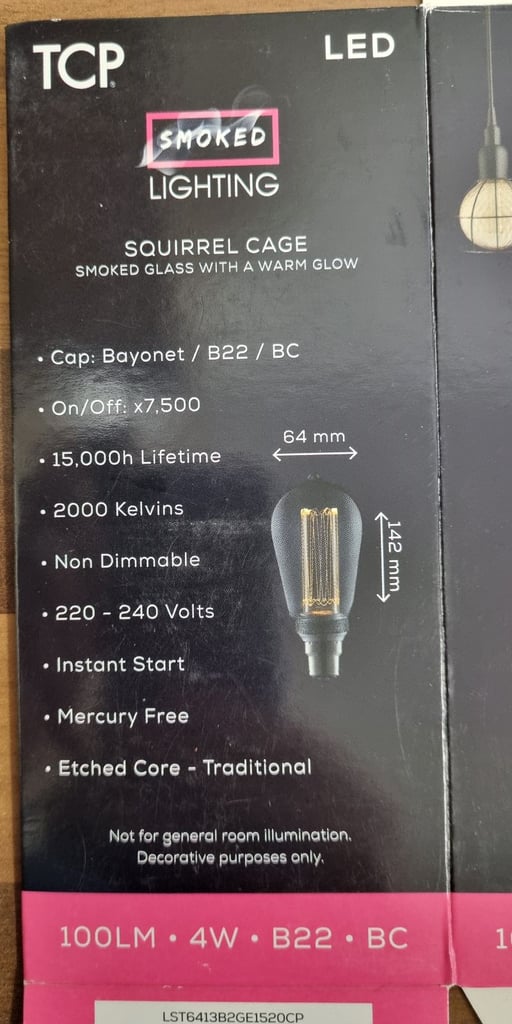 TCP
LED
SMOKED
LIGHTING
SQUIRREL CAGE
SMOKED GLASS WITH A WARM GLOW
• Cap: Bayonet / B22 / BC
• On/Off: x7,500
• 15,000h Lifetime
• 2000 Kelvins
• Non Dimmable
• 220 - 240 Volts
• Instant Start
• Mercury Free
• Etched Core - Traditional
64 mm
142 mm
Not for general room illumination.
Decorative purposes only.
100LM • 4W • B22 • BC
LST6413B2GE1520CP